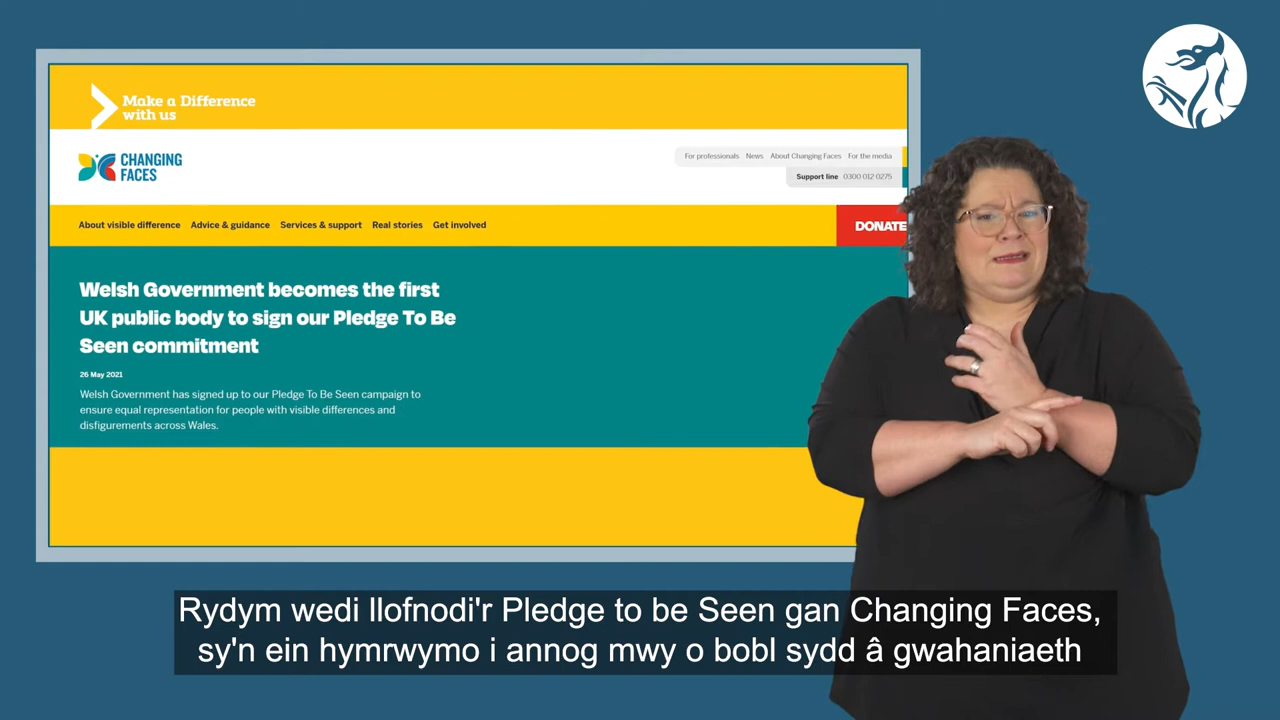 Make a Difference
with us
CHANGING
FACES
For professionals News About Changing Faces For the media
Support line 0300 012 0275
About visible difference Advice & guidance Services & support Real stories Get involved
DONATE
Welsh Government becomes the first
UK public body to sign our Pledge To Be
Seen commitment
26 May 2021
Welsh Government has signed up to our Pledge To Be Seen campaign to
ensure equal representation for people with visible differences and
disfigurements across Wales.
Rydym wedi llofnodi'r Pledge to be Seen gan Changing Faces,
sy'n ein hymrwymo i annog mwy o bobl sydd â gwahaniaeth